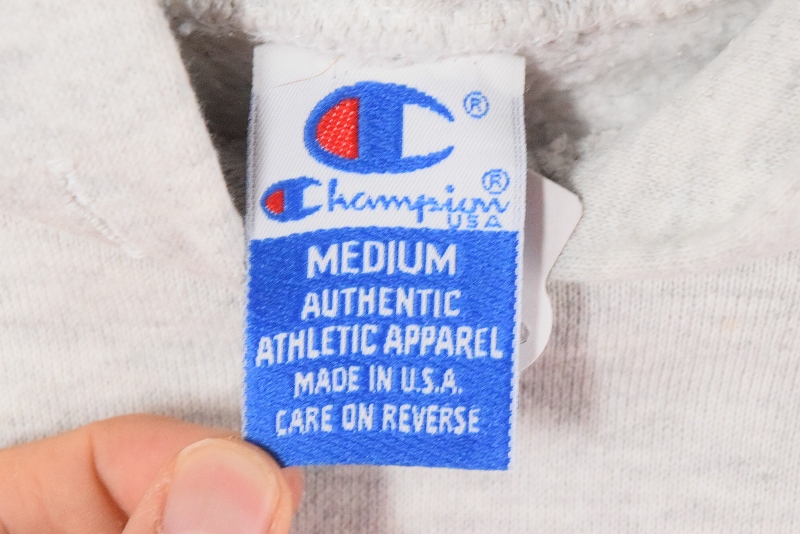 ®
Champion®
USA
MEDIUM
AUTHENTIC
ATHLETIC APPAREL
MADE IN U.S.A.
CARE ON REVERSE